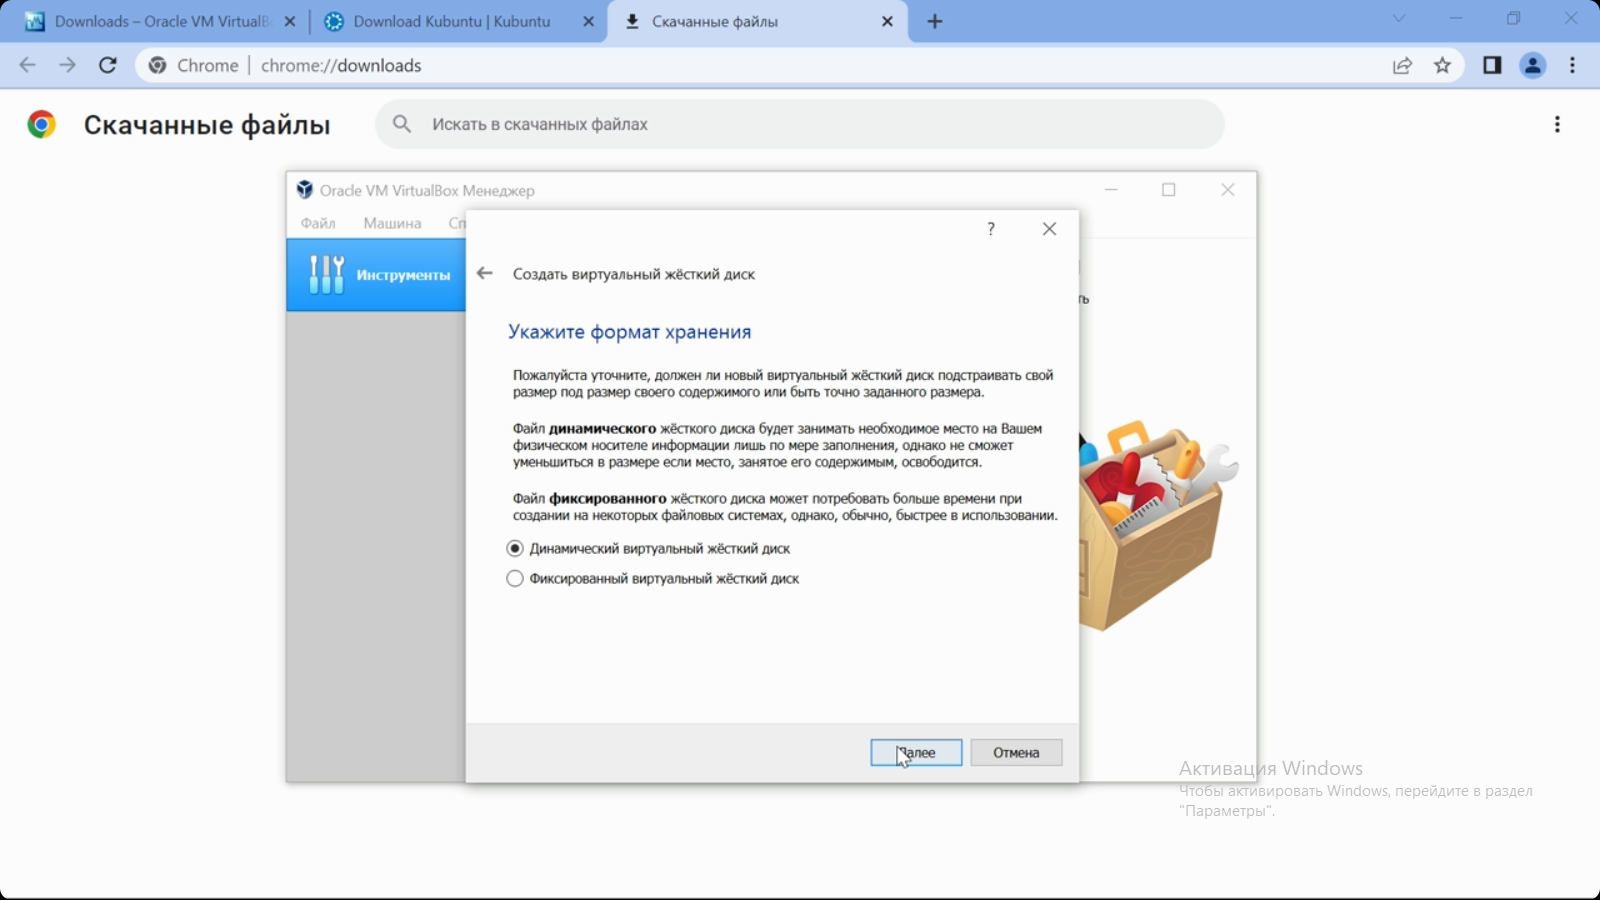 Downloads – Oracle VM VirtualB
Download Kubuntu | Kubuntu
Скачанные файлы
Chrome
chrome://downloads
Скачанные файлы
Искать в скачанных файлах
Oracle VM VirtualBox Менеджер
Файл
Машина
Сп
?
Инструменты
Создать виртуальный жёсткий диск
ть
Укажите формат хранения
Пожалуйста уточните, должен ли новый виртуальный жёсткий диск подстраивать свой
размер под размер своего содержимого или быть точно заданного размера.
Файл динамического жёсткого диска будет занимать необходимое место на Вашем
физическом носителе информации лишь по мере заполнения, однако не сможет
уменьшиться в размере если место, занятое его содержимым, освободится.
Файл фиксированного жёсткого диска может потребовать больше времени при
создании на некоторых файловых системах, однако, обычно, быстрее в использовании.
Динамический виртуальный жёсткий диск
Фиксированный виртуальный жёсткий диск
Далее
Отмена
Активация Windows
Чтобы активировать Windows, перейдите в раздел
"Параметры".